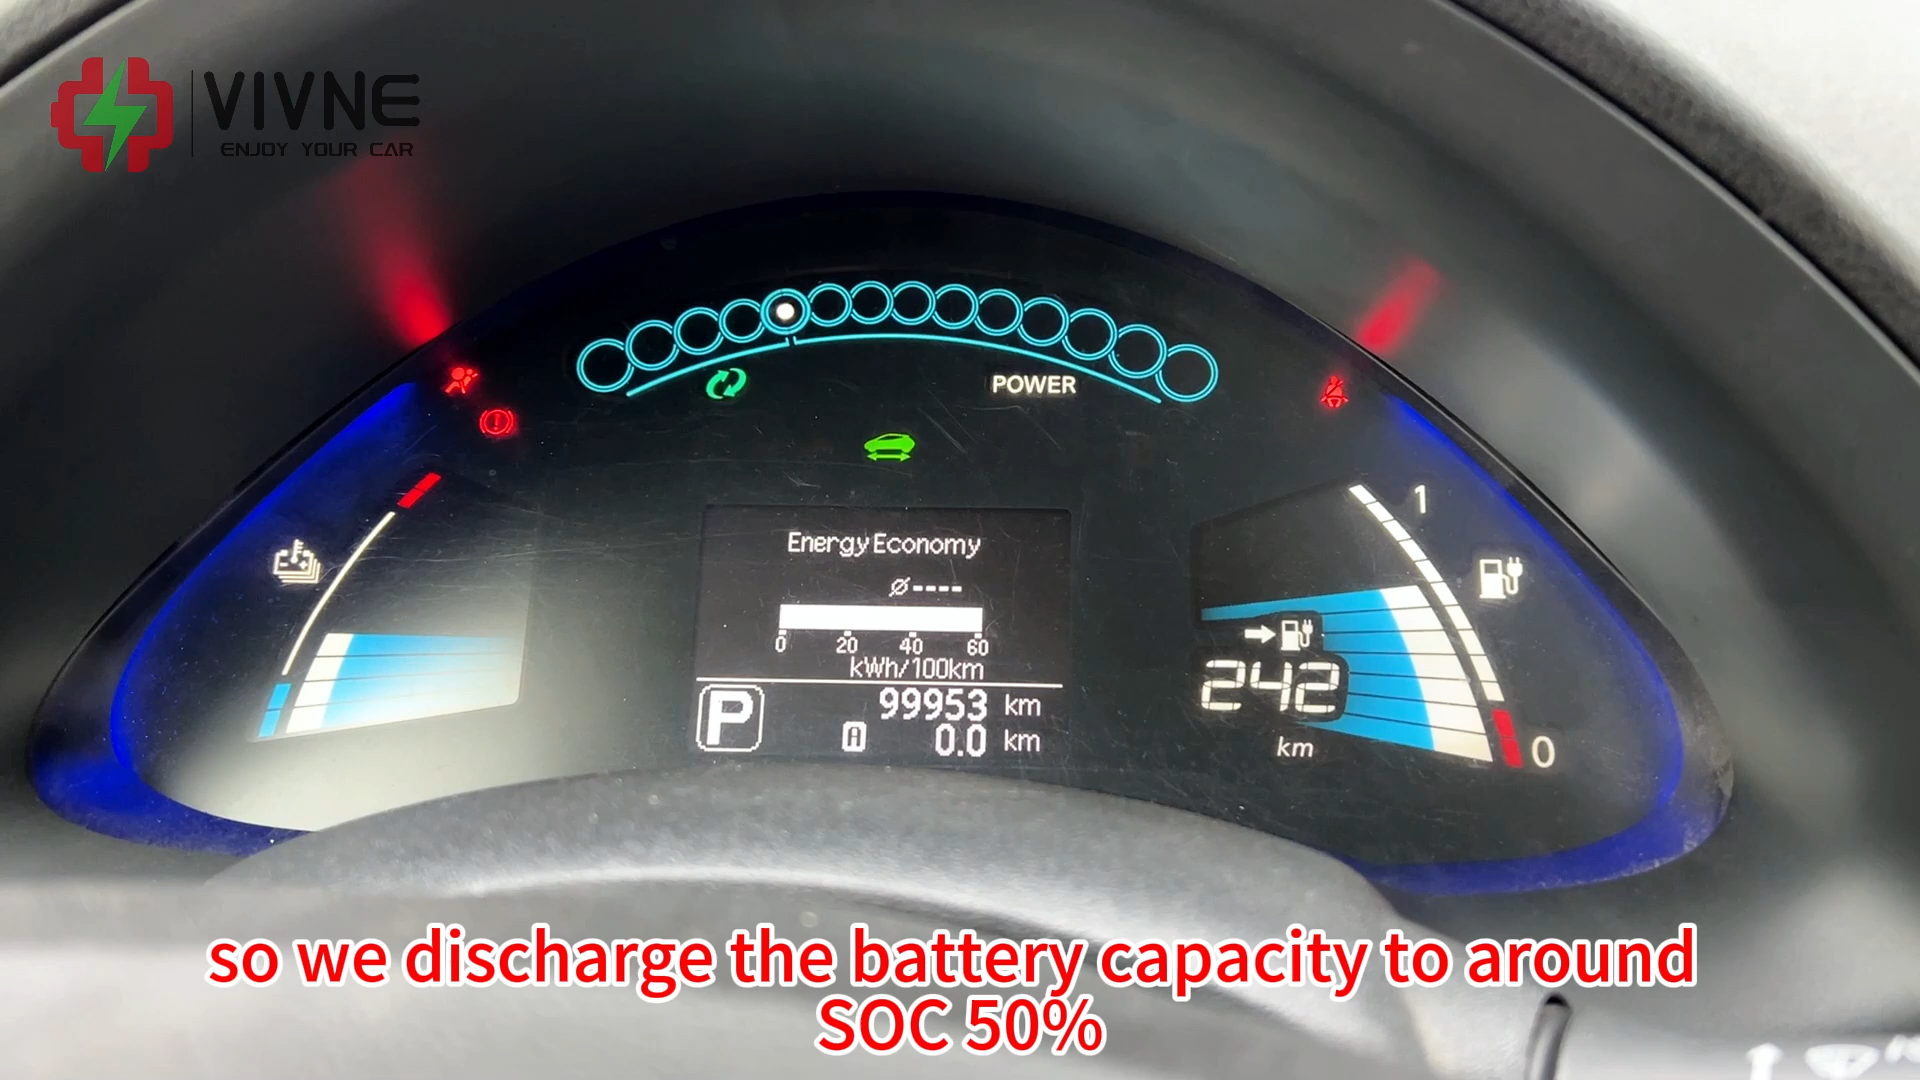 VIVNE
ENJOY YOUR CAR
POWER
Energy Economy
Ø----
0 20 40 60
kWh/100km
P
99953 km
A 0.0 km
1
242
km
0
so we discharge the battery capacity to around
SOC 50%